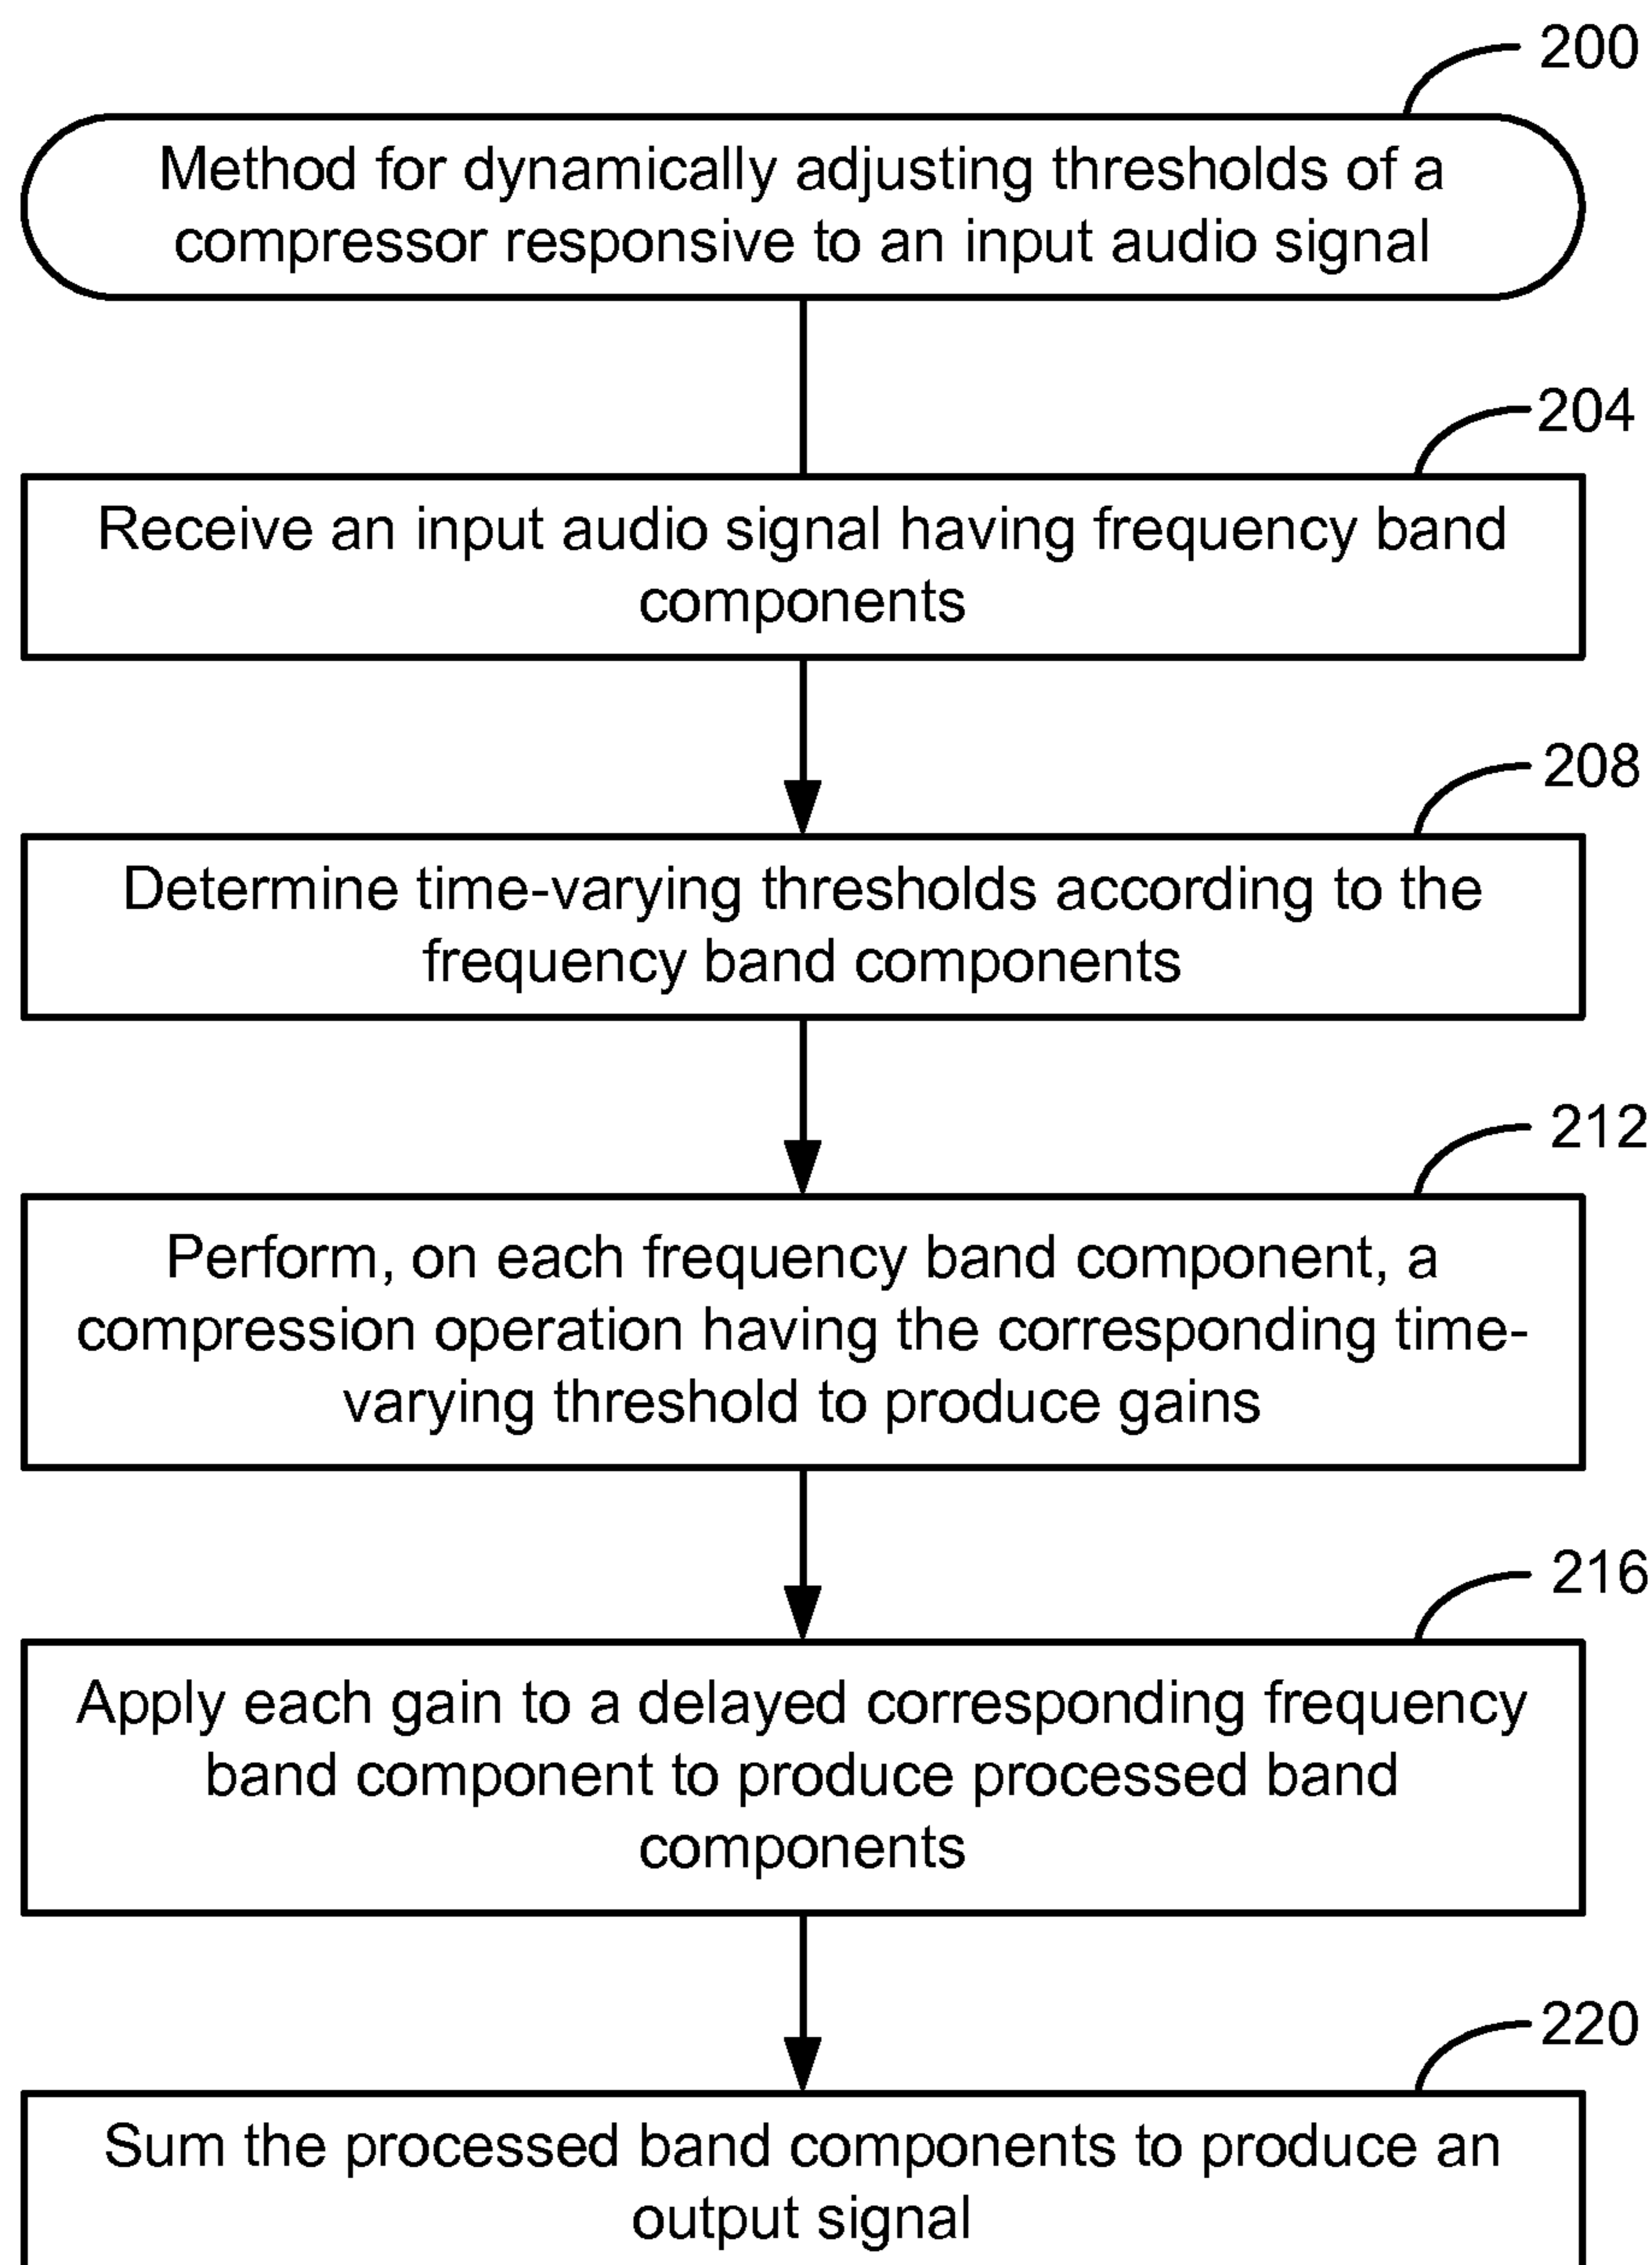 200
Method for dynamically adjusting thresholds of a
compressor responsive to an input audio signal
204
Receive an input audio signal having frequency band
components
208
Determine time-varying thresholds according to the
frequency band components
212
Perform, on each frequency band component, a
compression operation having the corresponding time-
varying threshold to produce gains
216
Apply each gain to a delayed corresponding frequency
band component to produce processed band
components
220
Sum the processed band components to produce an
output signal